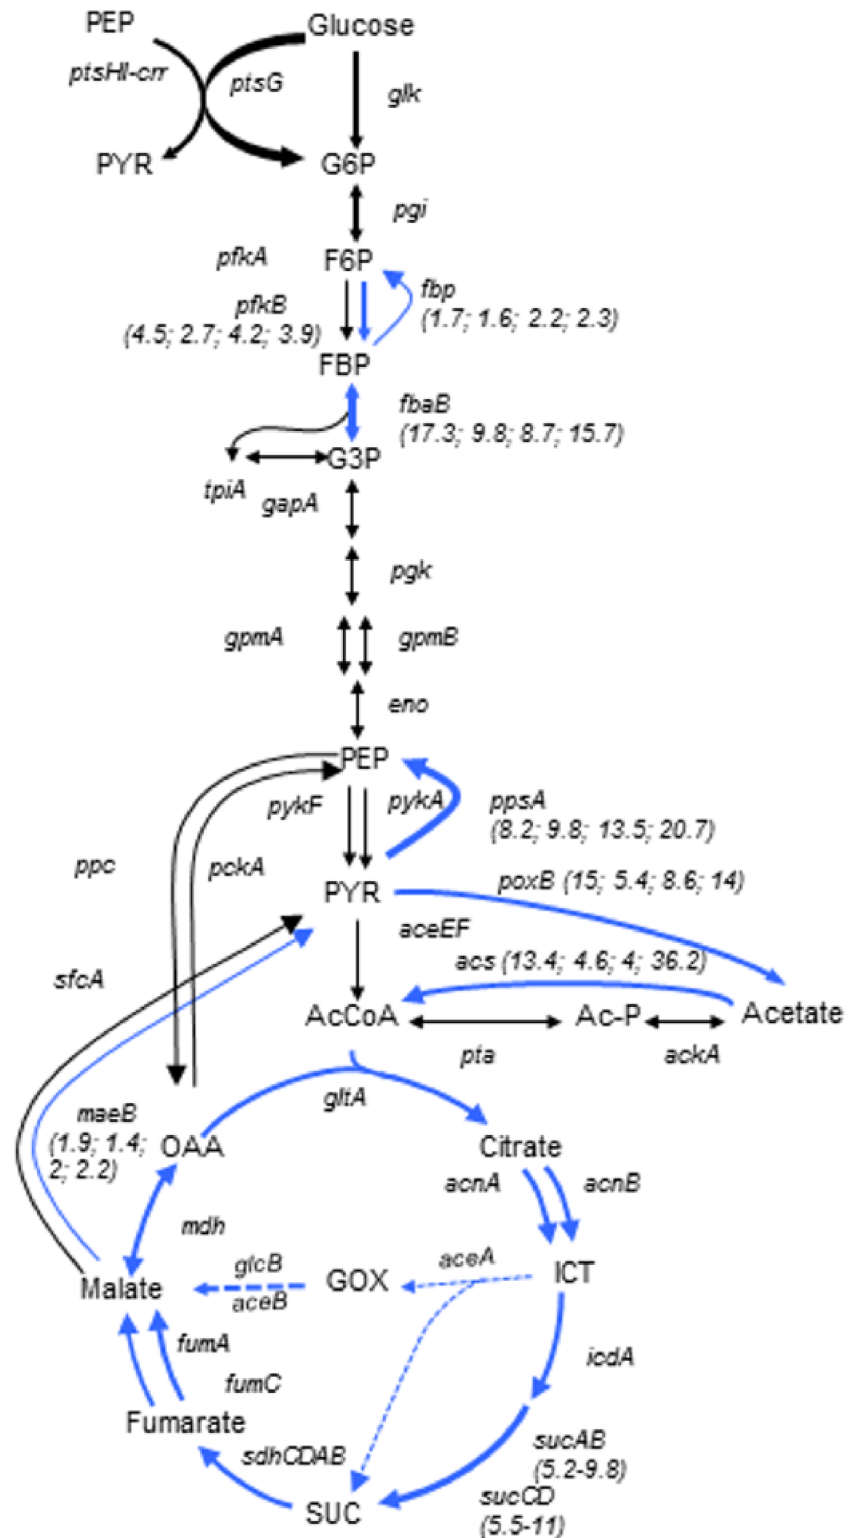 PEP
Glucose
ptsHI-crr
ptsG
glk
PYR
G6P
pgi
pfkA
F6P
fbp
pfkB
(1.7; 1.6; 2.2; 2.3)
(4.5; 2.7; 4.2; 3.9)
FBP
fbaB
(17.3; 9.8; 8.7; 15.7)
G3P
tpiA
gapA
pgk
gpmA
gpmB
eno
PEP
pykF
pykA
ppsA
(8.2; 9.8; 13.5; 20.7)
ppc
pckA
PYR
poxB (15; 5.4; 8.6; 14)
aceEF
sfcA
acs (13.4; 4.6; 4; 36.2)
AcCoA
Ac-P
Acetate
pta
ackA
gltA
maeB
(1.9; 1.4;
2; 2.2)
OAA
Citrate
acnA
acnB
mdh
glcB
aceA
Malate
GOX
ICT
aceB
fumA
icdA
fumC
Fumarate
sdhCDAB
sucAB
(5.2-9.8)
SUC
sucCD
(5.5-11)